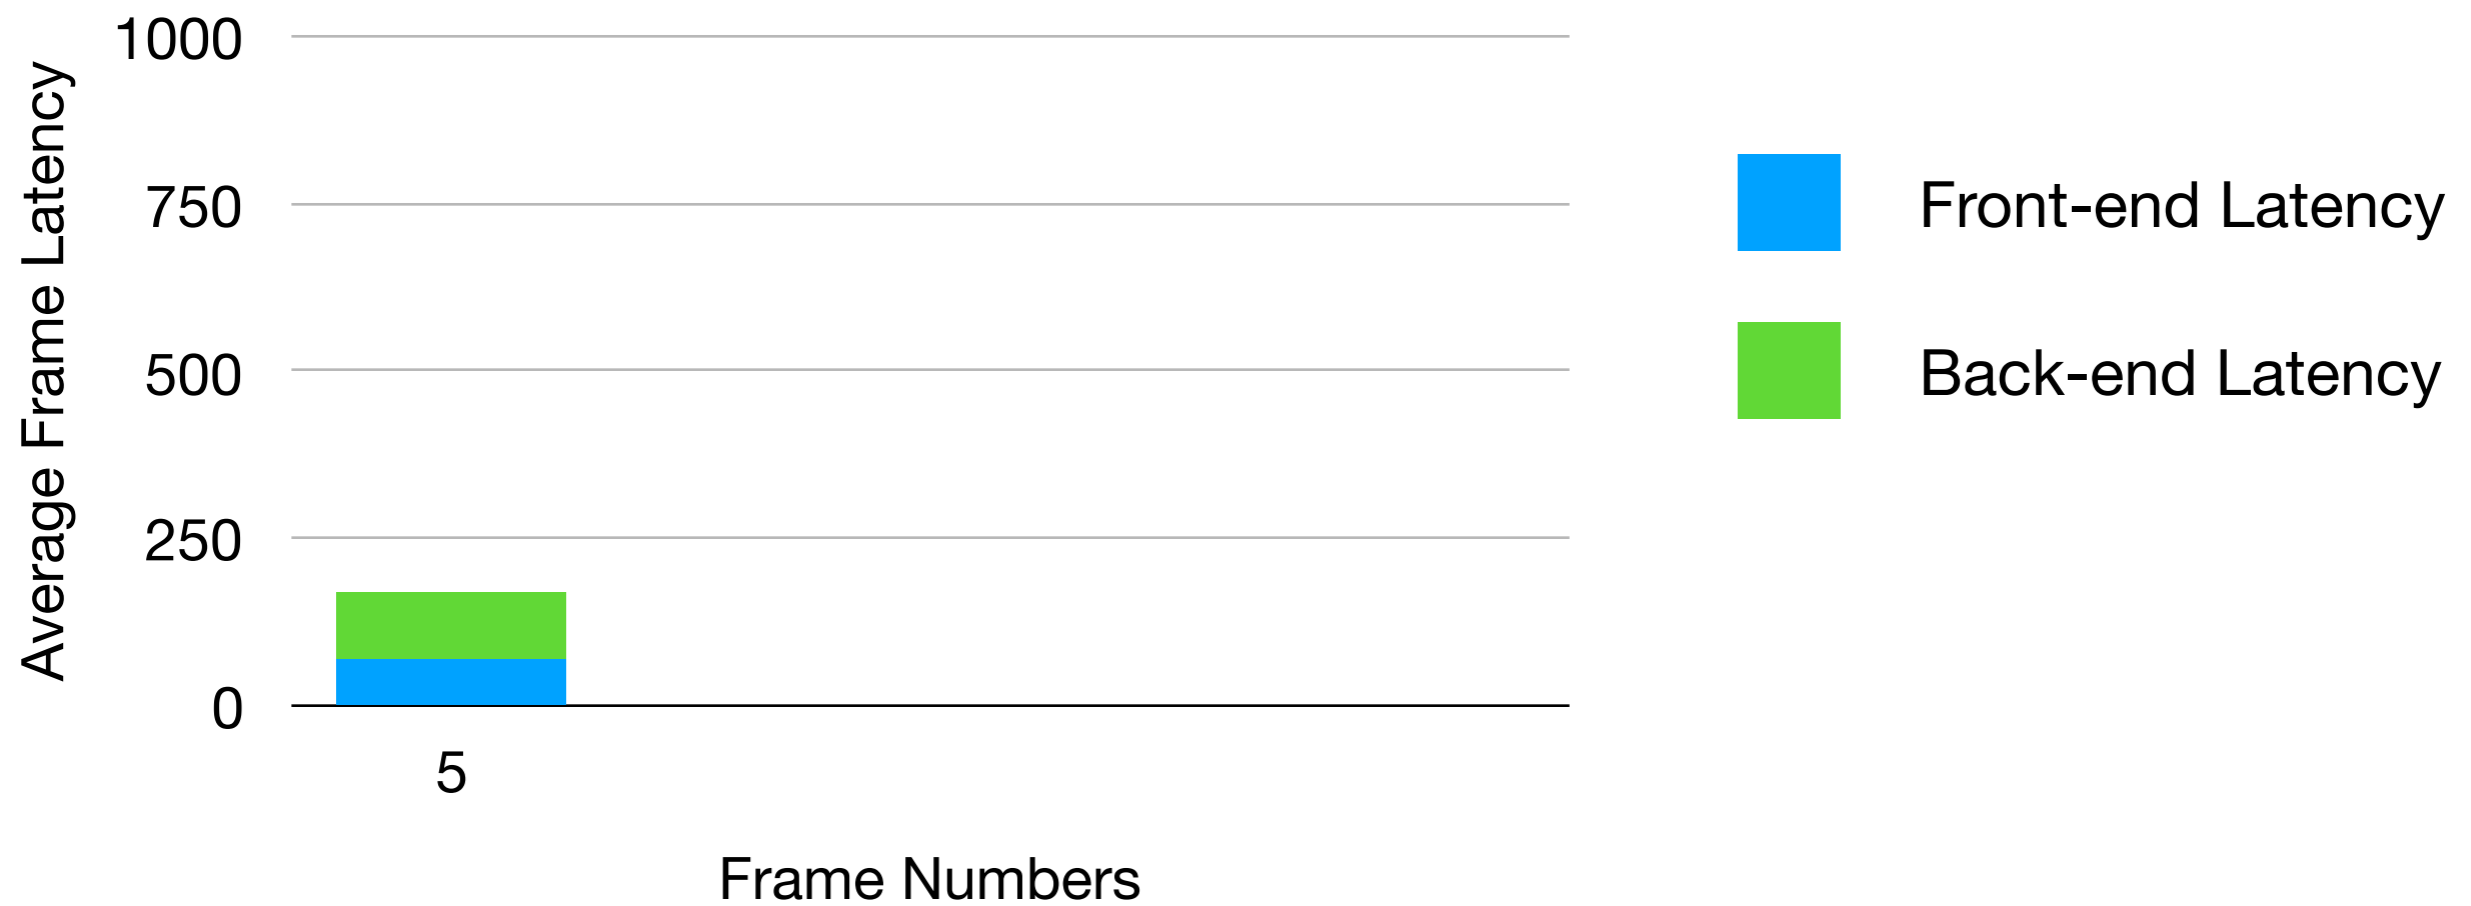 Average Frame Latency
1000
750
500
250
0
5
Frame Numbers
Front-end Latency
Back-end Latency